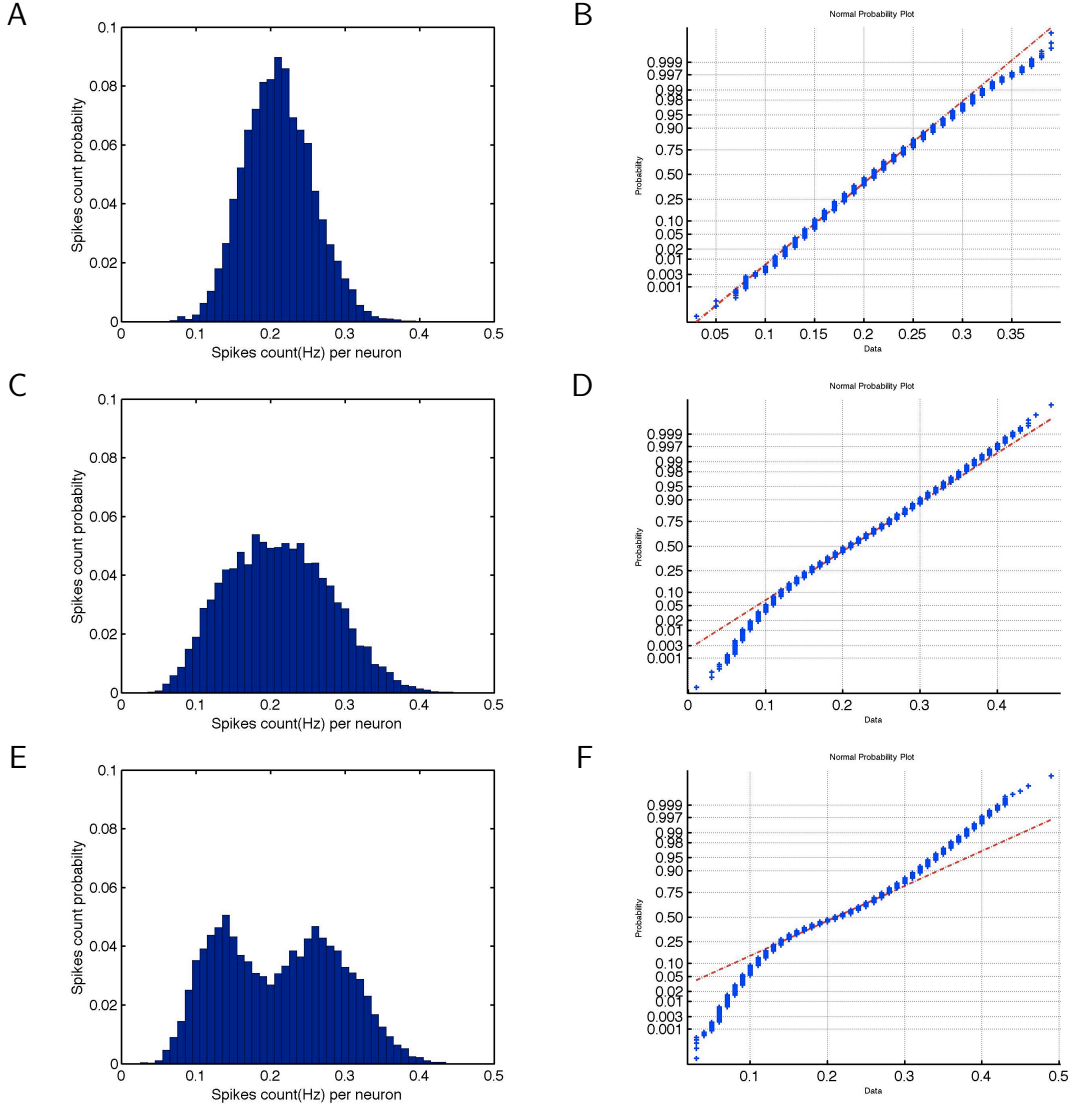 A
0.1
0.08
0.06
0.04
0.02
0
Spikes count probabilty
0 0.1 0.2 0.3 0.4 0.5
Spikes count(Hz) per neuron
B
Normal Probability Plot
0.999
0.997
0.99
0.98
0.95
0.90
0.75
0.50
0.25
0.10
0.05
0.02
0.01
0.003
0.001
Probability
0.05 0.1 0.15 0.2 0.25 0.3 0.35
Data
C
0.1
0.08
0.06
0.04
0.02
0
Spikes count probabilty
0 0.1 0.2 0.3 0.4 0.5
Spikes count(Hz) per neuron
D
Normal Probability Plot
0.999
0.997
0.99
0.98
0.95
0.90
0.75
0.50
0.25
0.10
0.05
0.02
0.01
0.003
0.001
Probability
0 0.1 0.2 0.3 0.4
Data
E
0.1
0.08
0.06
0.04
0.02
0
Spikes count probabilty
0 0.1 0.2 0.3 0.4 0.5
Spikes count(Hz) per neuron
F
Normal Probability Plot
0.999
0.997
0.99
0.98
0.95
0.90
0.75
0.50
0.25
0.10
0.05
0.02
0.01
0.003
0.001
Probability
0.1 0.2 0.3 0.4 0.5
Data